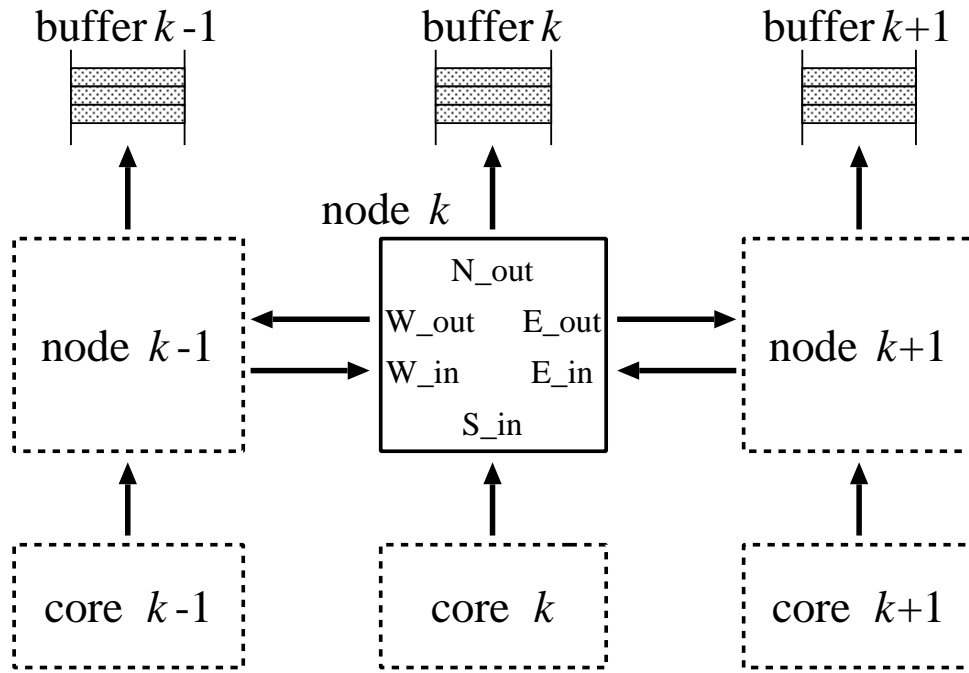 buffer k-1
buffer k
buffer k+1
node k
N_out
W_out
E_out
node k-1
node k+1
W_in
E_in
S_in
core k-1
core k
core k+1